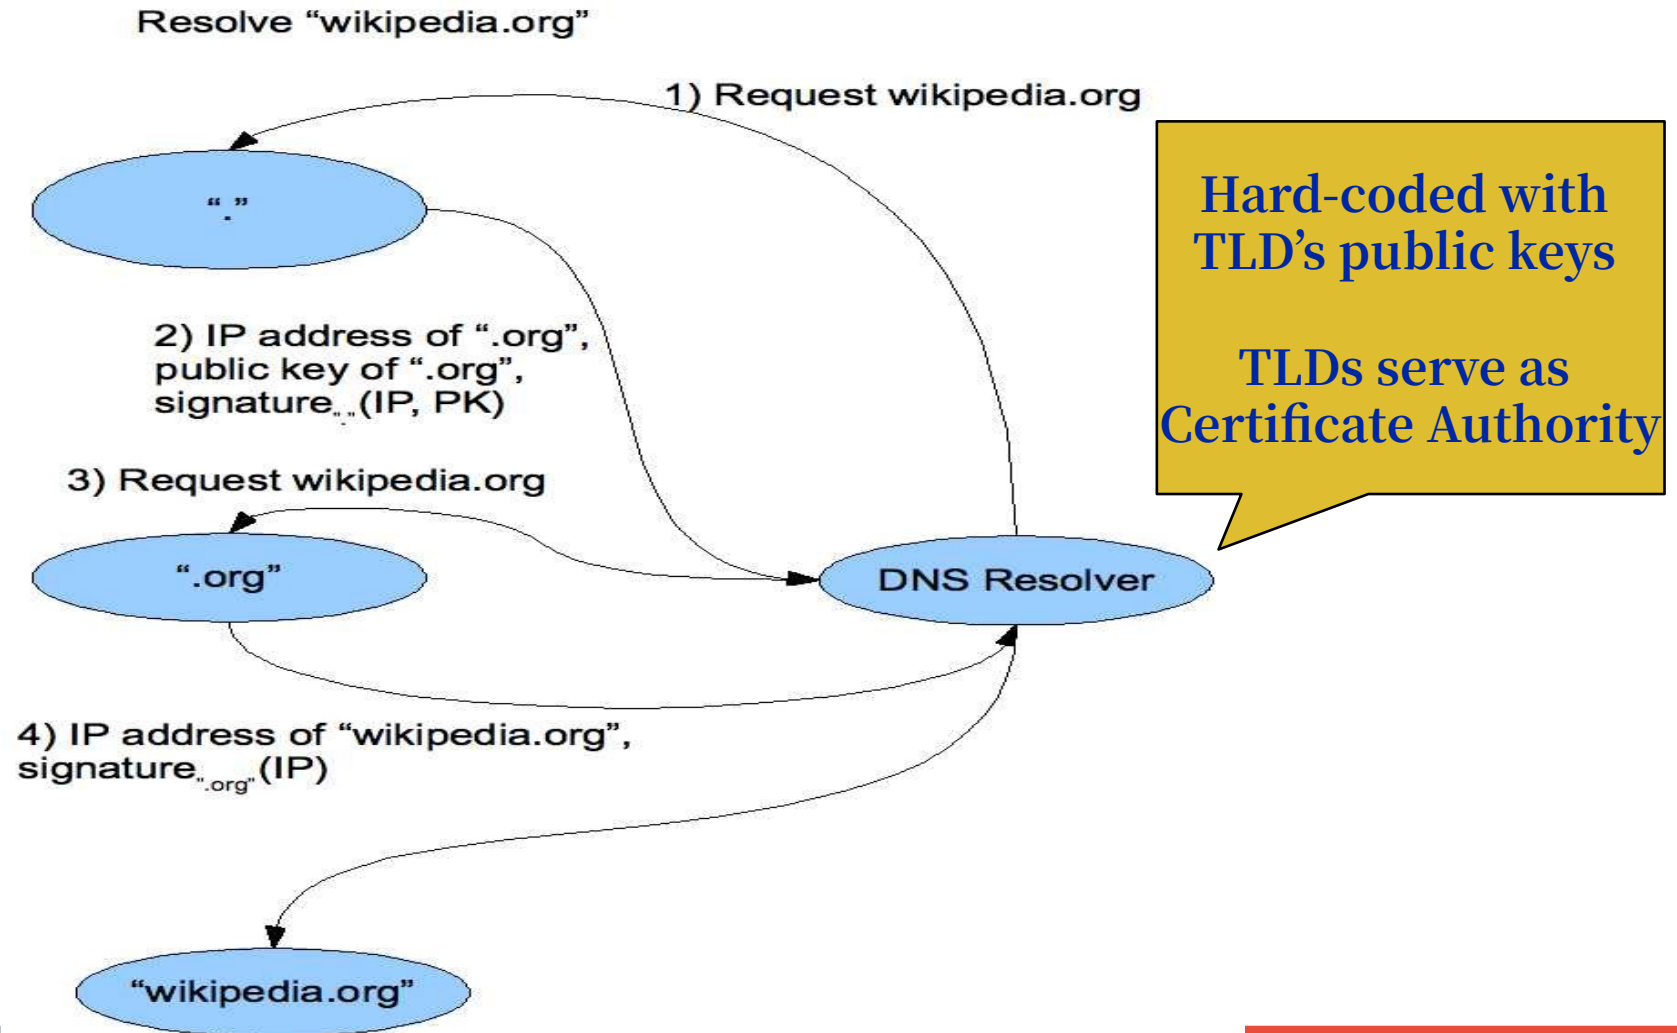 Resolve “wikipedia.org”
1) Request wikipedia.org
“.”
Hard-coded with
TLD’s public keys
TLDs serve as
Certificate Authority
2) IP address of “.org”,
public key of “.org”,
signature".."(IP, PK)
3) Request wikipedia.org
“.org”
DNS Resolver
4) IP address of “wikipedia.org”,
signature".org"(IP)
“wikipedia.org”